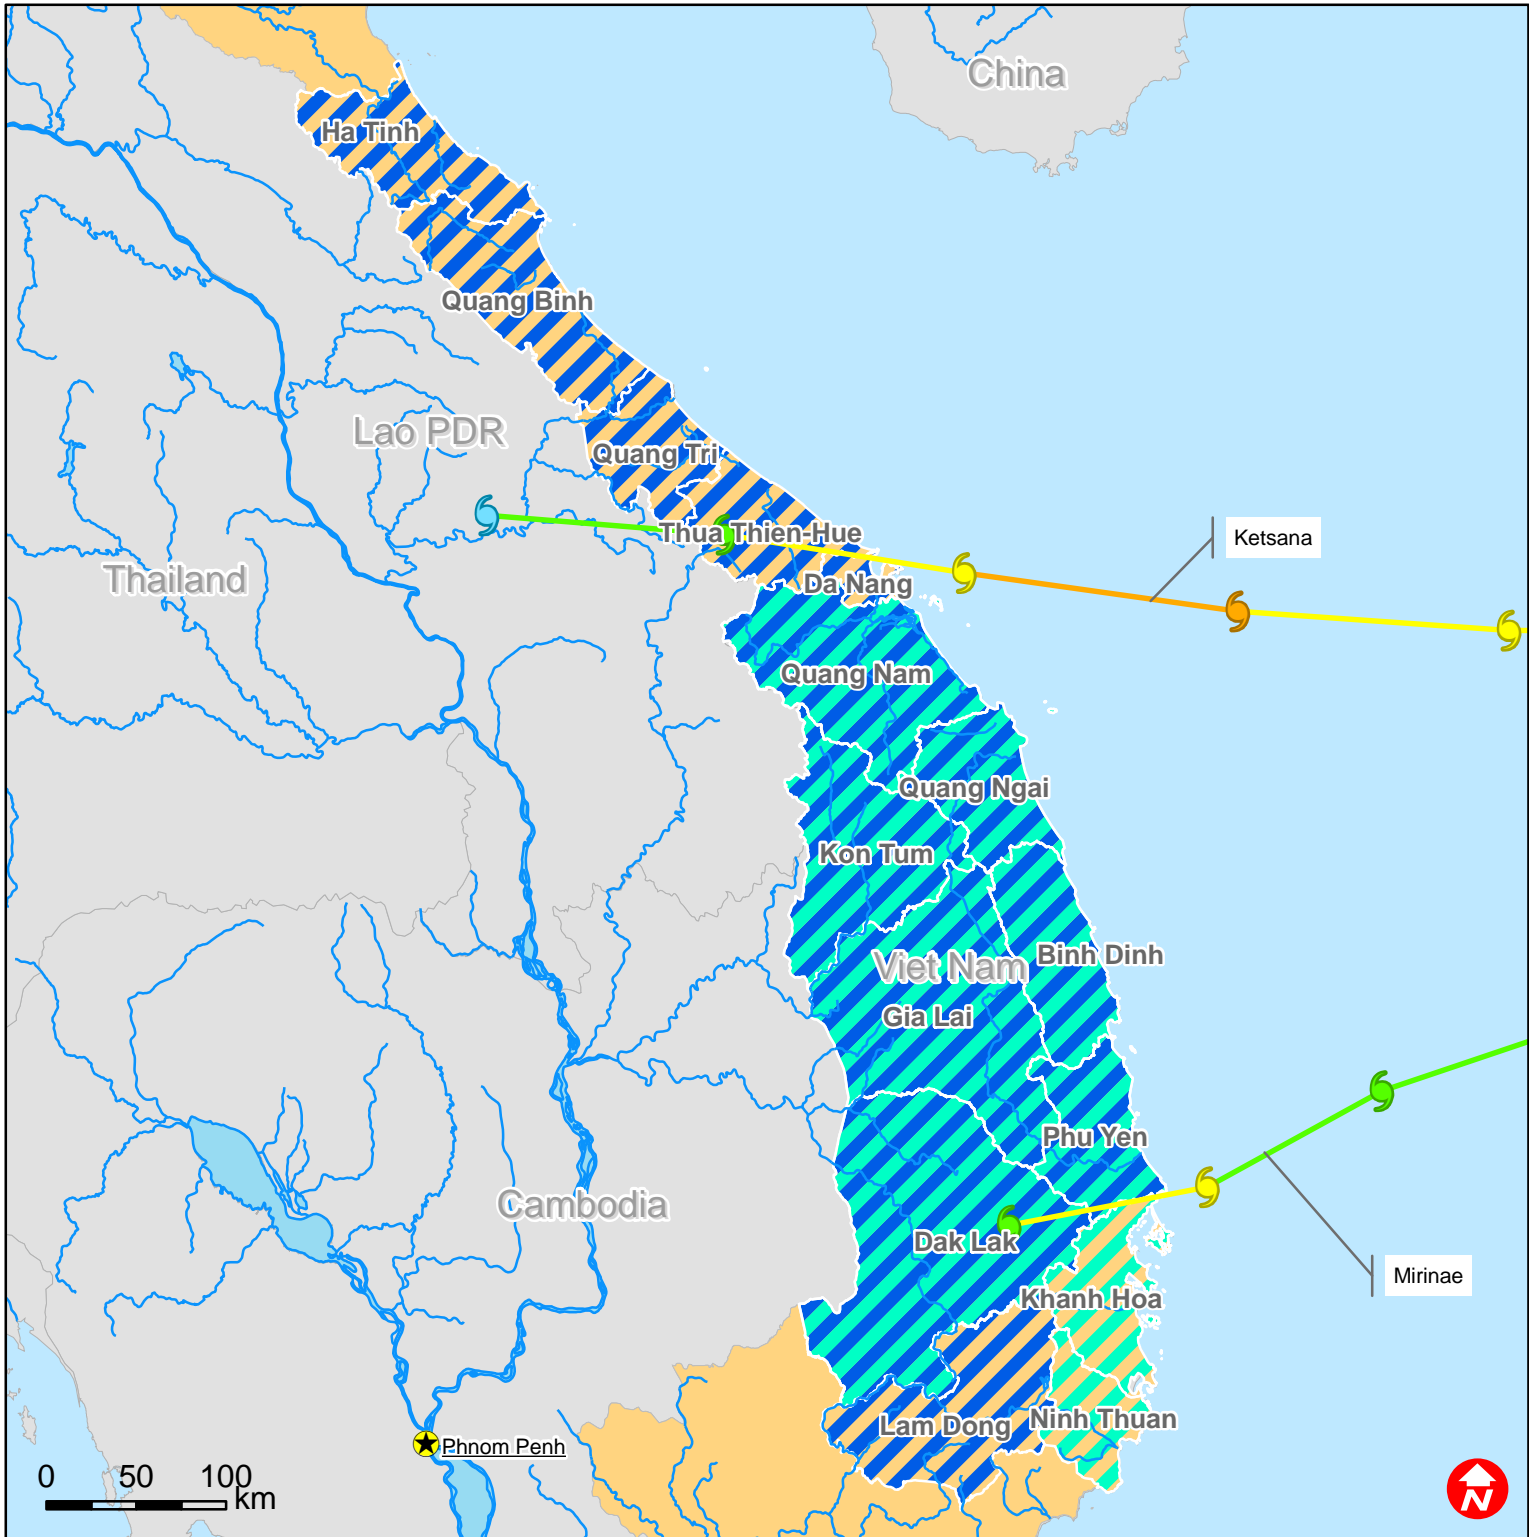 China
Ha Tinh
Quang Binh
Lao PDR
Quang Tri
Thua Thien-Hue
Ketsana
Thailand
Da Nang
Quang Nam
Quang Ngai
Kon Tum
Binh Dinh
Viet Nam
Gia Lai
Phu Yen
Cambodia
Dak Lak
Mirinae
Khanh Hoa
Ninh Thuan
Lam Dong
Phnom Penh
0 50 100
km
N